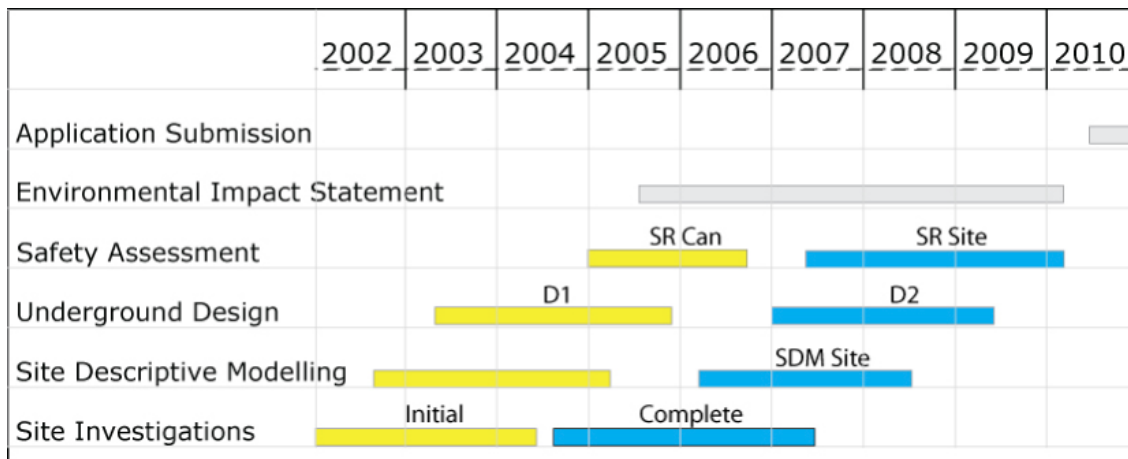 2002 2003 2004 2005 2006 2007 2008 2009 2010
Application Submission
Environmental Impact Statement
SR Can SR Site
Safety Assessment
D1 D2
Underground Design
SDM Site
Site Descriptive Modelling
Initial Complete
Site Investigations